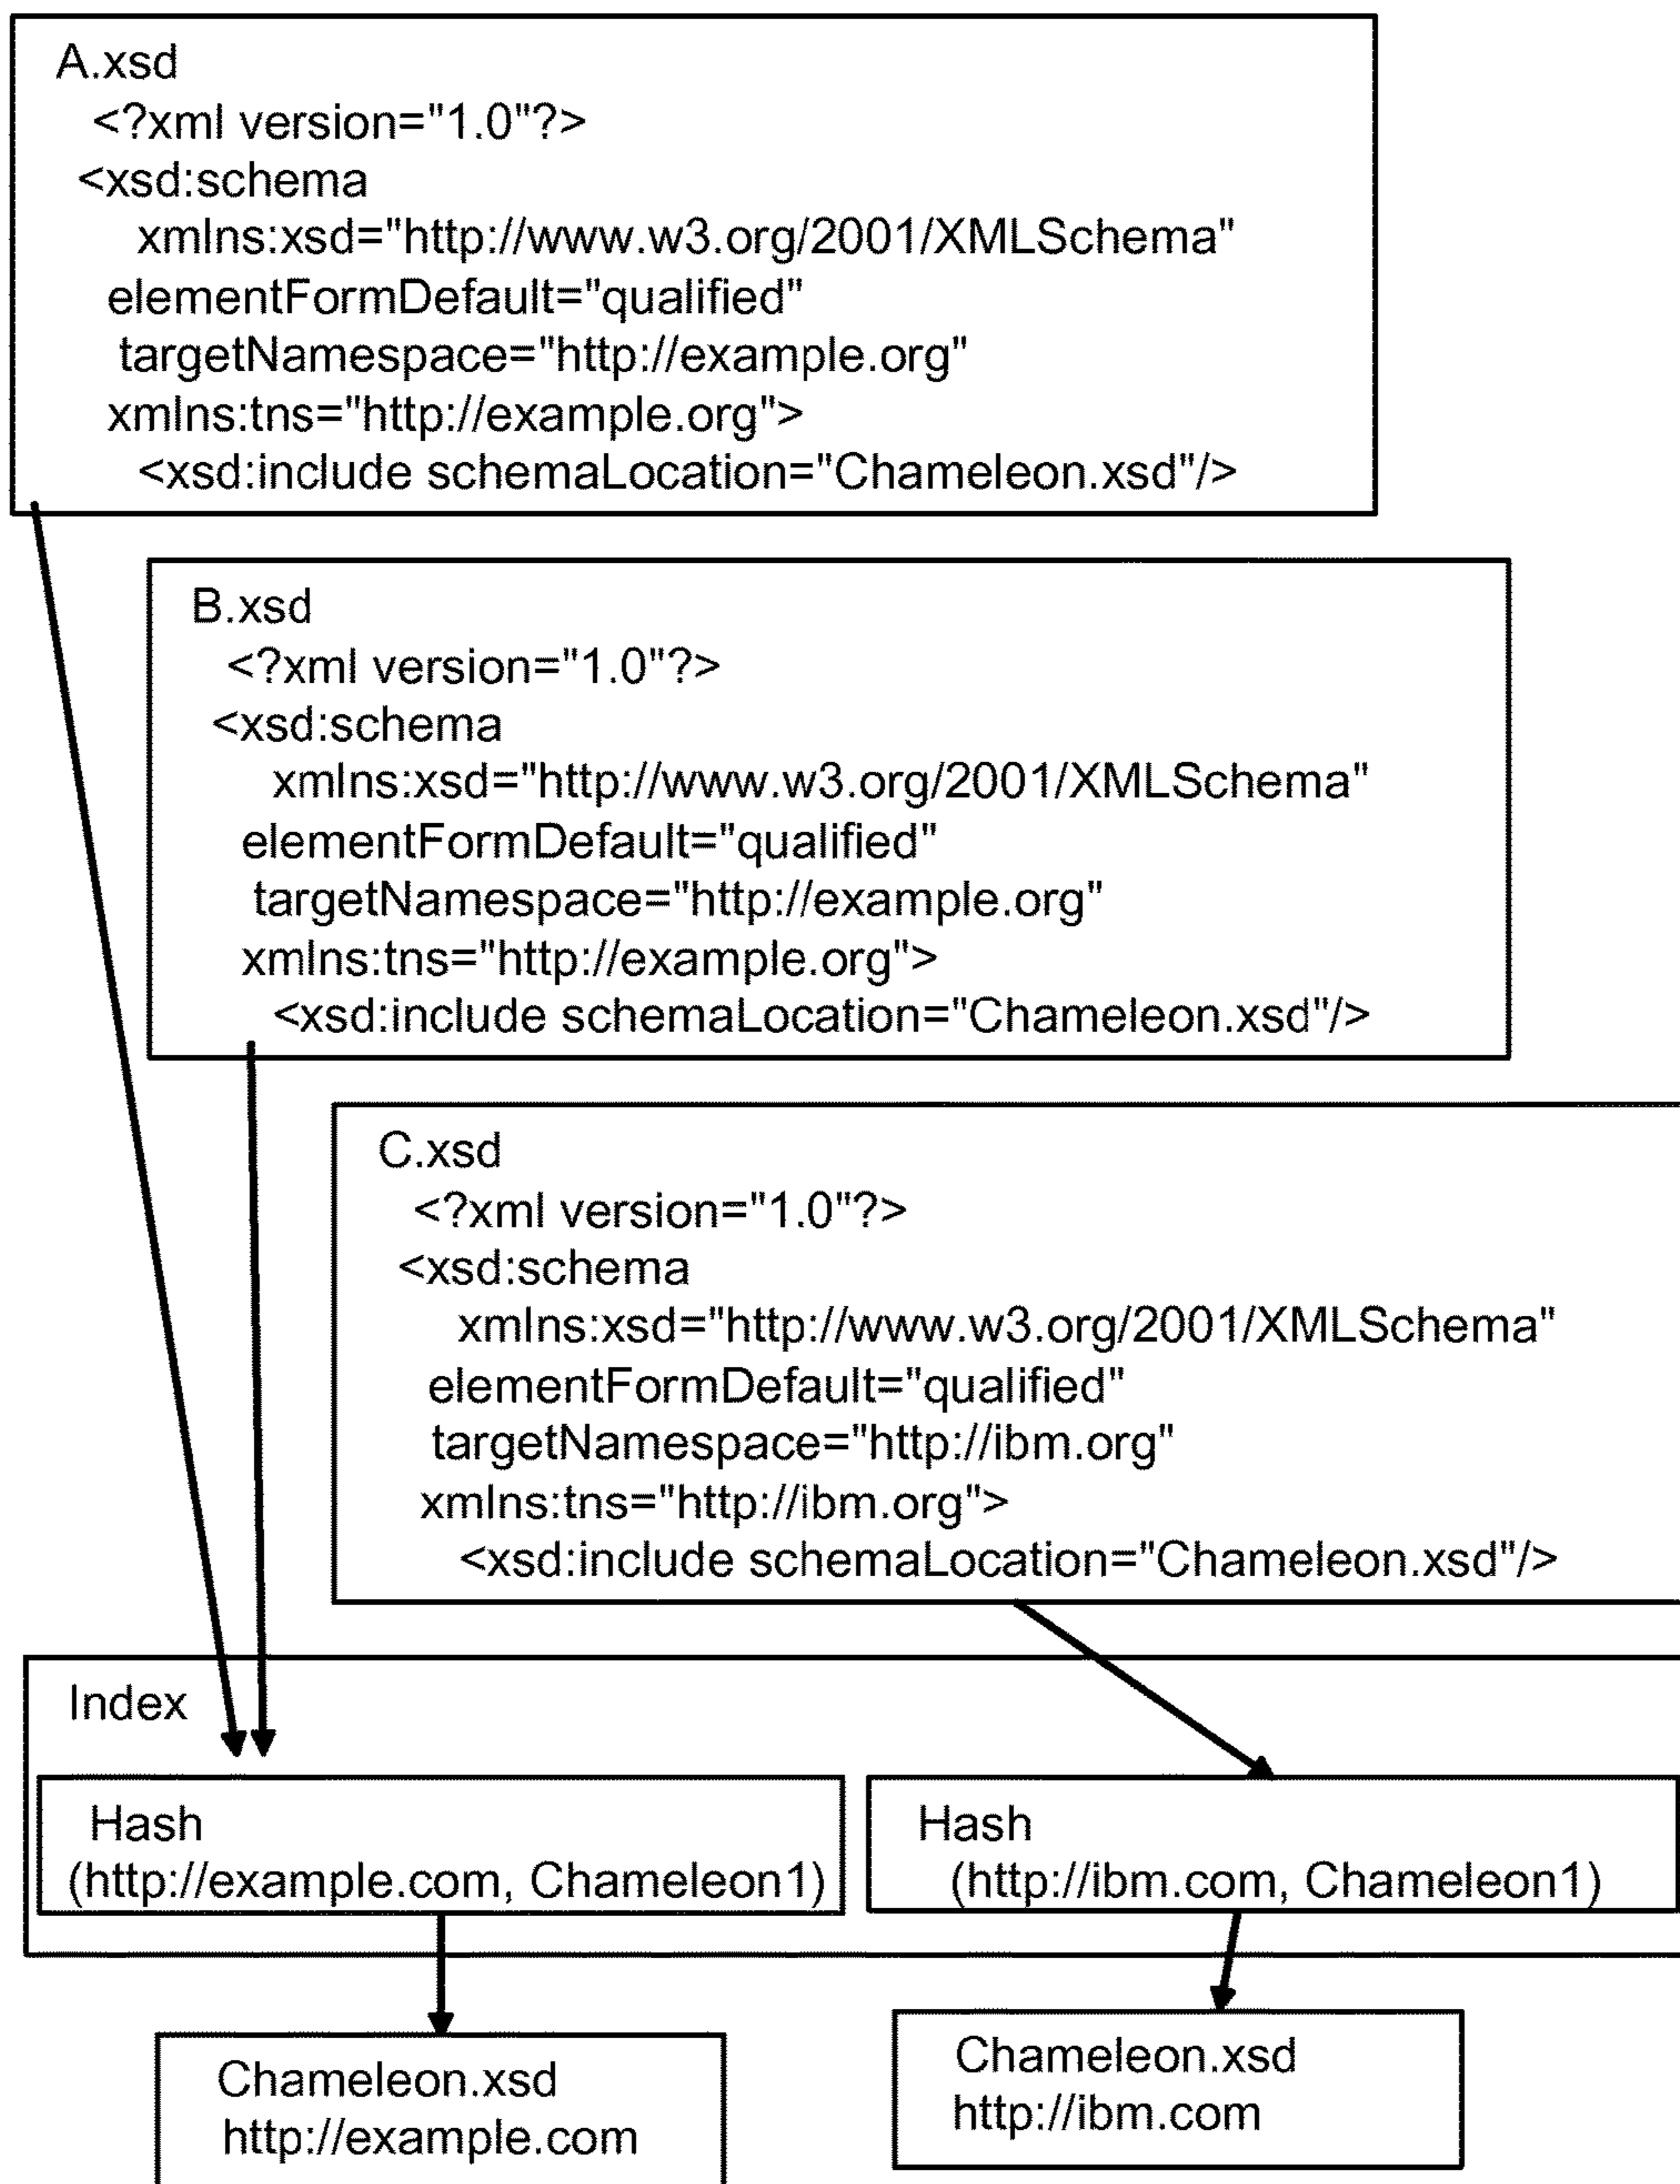 A.xsd
<?xml version="1.0"?>
<xsd:schema
xmlns:xsd="http://www.w3.org/2001/XMLSchema"
elementFormDefault="qualified"
targetNamespace="http://example.org"
xmlns:tns="http://example.org">
<xsd:include schemaLocation="Chameleon.xsd"/>
B.xsd
<?xml version="1.0"?>
<xsd:schema
xmlns:xsd="http://www.w3.org/2001/XMLSchema"
elementFormDefault="qualified"
targetNamespace="http://example.org"
xmlns:tns="http://example.org">
<xsd:include schemaLocation="Chameleon.xsd"/>
C.xsd
<?xml version="1.0"?>
<xsd:schema
xmlns:xsd="http://www.w3.org/2001/XMLSchema"
elementFormDefault="qualified"
targetNamespace="http://ibm.org"
xmlns:tns="http://ibm.org">
<xsd:include schemaLocation="Chameleon.xsd"/>
Index
Hash
(http://example.com, Chameleon1)
Hash
(http://ibm.com, Chameleon1)
Chameleon.xsd
http://example.com
Chameleon.xsd
http://ibm.com